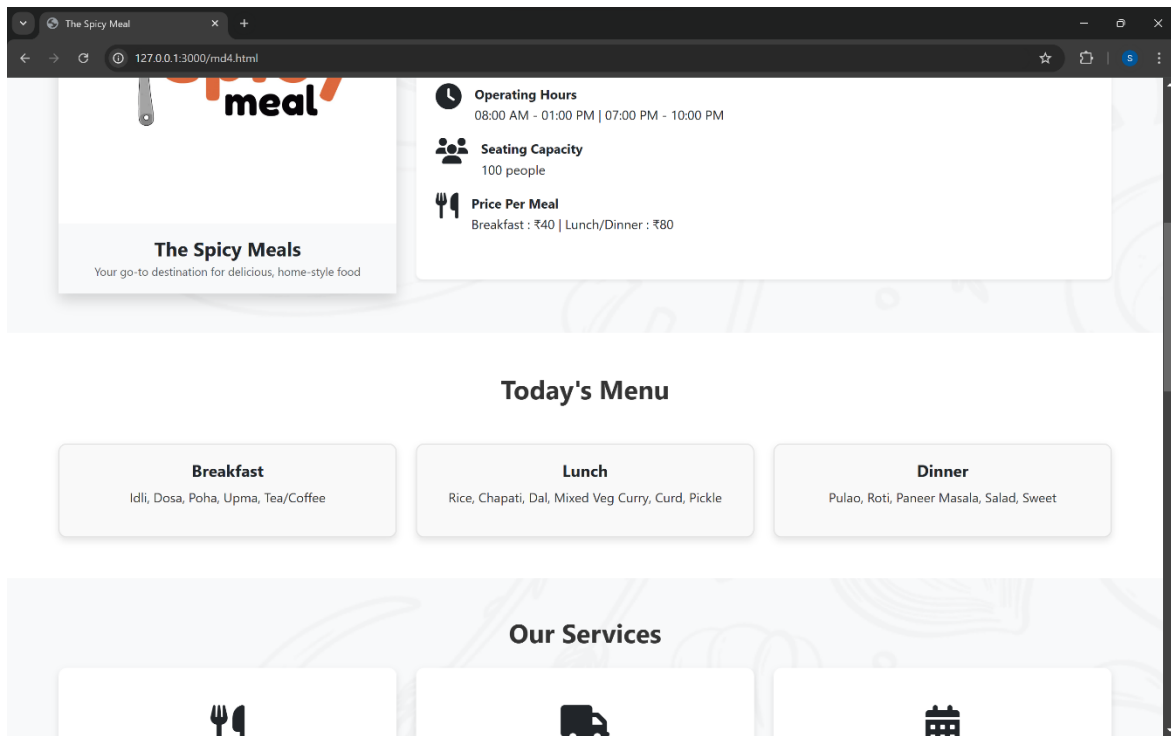 The Spicy Meal
127.0.0.1:3000/md4.html
S
meal
Operating Hours
08:00 AM - 01:00 PM | 07:00 PM - 10:00 PM
Seating Capacity
100 people
Price Per Meal
Breakfast : ₹40 | Lunch/Dinner : ₹80
The Spicy Meals
Your go-to destination for delicious, home-style food
Today's Menu
Breakfast
Idli, Dosa, Poha, Upma, Tea/Coffee
Lunch
Rice, Chapati, Dal, Mixed Veg Curry, Curd, Pickle
Dinner
Pulao, Roti, Paneer Masala, Salad, Sweet
Our Services